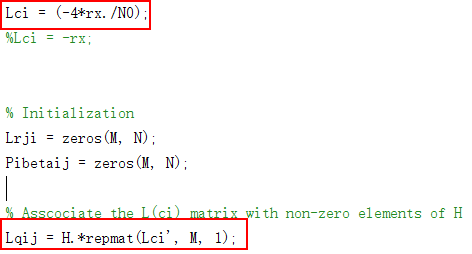 Lci = (-4*rx./N0);
%Lci = -rx;
% Initialization
Lrji = zeros(M, N);
Pibetaij = zeros(M, N);
% Asscociate the L(ci) matrix with non-zero elements of H
Lqij = H.*repmat(Lci', M, 1);